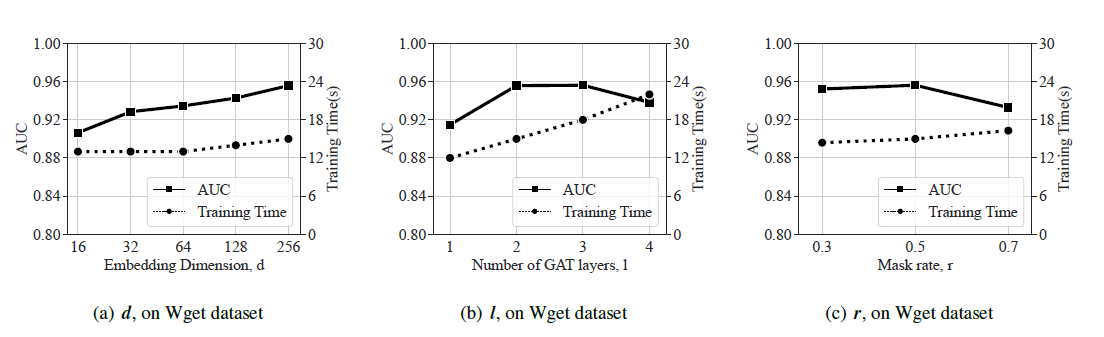 1.00
0.96
0.92
0.88
0.84
0.80
AUC
30
24
18
12
6
0
Training Time(s)
AUC
Training Time
16 32 64 128 256
Embedding Dimension, d
(a) d, on Wget dataset
1.00
0.96
0.92
0.88
0.84
0.80
AUC
30
24
18
12
6
0
Training Time(s)
AUC
Training Time
1 2 3 4
Number of GAT layers, l
(b) l, on Wget dataset
1.00
0.96
0.92
0.88
0.84
0.80
AUC
30
24
18
12
6
0
Training Time(s)
AUC
Training Time
0.3 0.5 0.7
Mask rate, r
(c) r, on Wget dataset